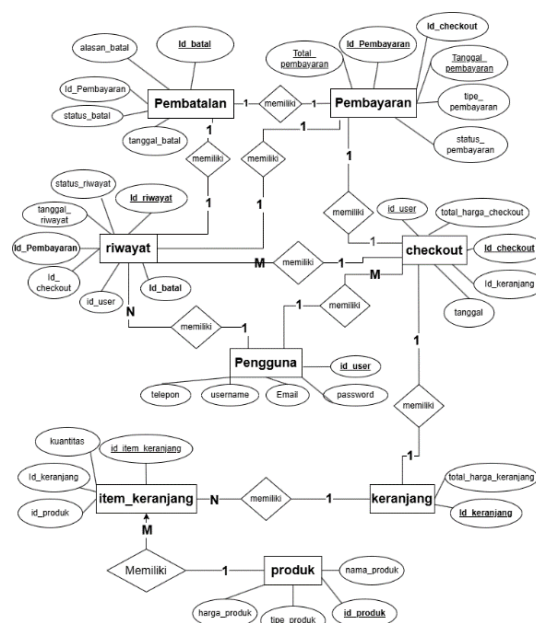 alasan_batal
Id_batal
Id_Pembayaran
status_batal
tanggal_batal
Pembatalan
1
memiliki
1
Total_
pembayaran
Id_Pembayaran
Id_checkout
Tanggal_
pembayaran
tipe_
pembayaran
status_
pembayaran
Pembayaran
1
memiliki
1
1
memiliki
1
1
memiliki
1
status_riwayat
Id_riwayat
tanggal_
riwayat
Id_Pembayaran
Id_
checkout
id_user
Id_batal
riwayat
M
memiliki
1
id_user
total_harga_checkout
Id_checkout
Id_keranjang
tanggal
checkout
N
memiliki
1
M
memiliki
1
Pengguna
id_user
telepon
username
Email
password
1
memiliki
1
kuantitas
id_item_keranjang
Id_keranjang
id_produk
item_keranjang
N
memiliki
1
keranjang
total_harga_keranjang
Id_keranjang
M
Memiliki
1
produk
nama_produk
harga_produk
tipe_produk
id_produk